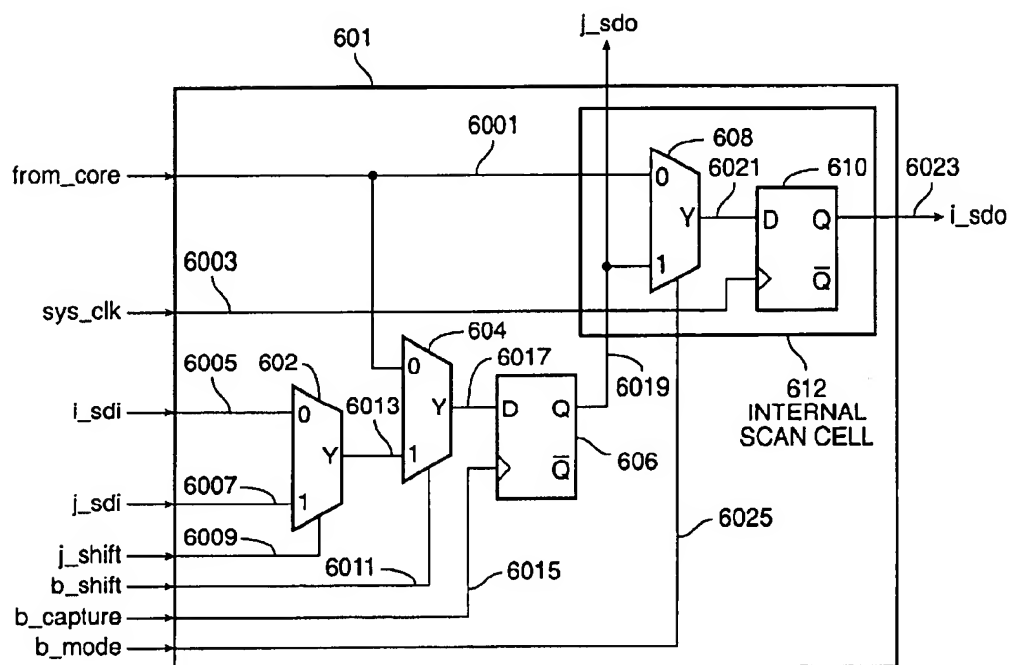 j_sdo
601
6001
608
from_core
0
6021
610
6023
Y
D
Q
i_sdo
6003
1
Q
sys_clk
604
6017
6005
602
0
6019
612
i_sdi
0
6013
Y
D
Q
INTERNAL
SCAN CELL
Y
1
Q
606
6007
j_sdi
1
6025
6009
j_shift
6011
6015
b_shift
b_capture
b_mode